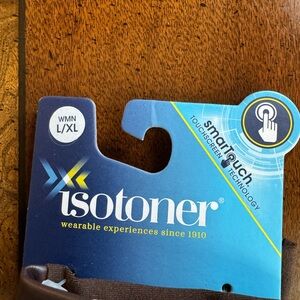 WMN
L/XL
smarTouch
TOUCHSCREEN TECHNOLOGY
isotoner®
wearable experiences since 1910